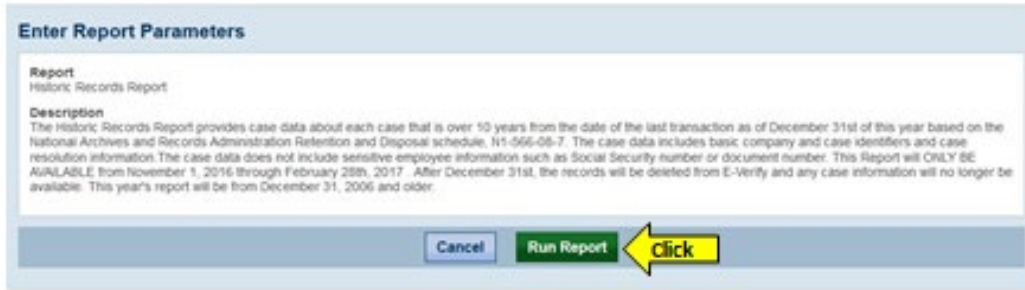 Enter Report Parameters
Report
Historic Records Report
Description
The Historic Records Report provides case data about each case that is over 10 years from the date of the last transaction as of December 31st of this year based on the
National Archives and Records Administration Retention and Disposal schedule, N1-566-08-7. The case data includes basic company and case identifiers and case
resolution information.The case data does not include sensitive employee information such as Social Security number or document number. This Report will ONLY BE
AVAILABLE from November 1, 2016 through February 28th, 2017 . After December 31st, the records will be deleted from E-Verify and any case information will no longer be
available. This year's report will be from December 31, 2006 and older.
Cancel
Run Report
Click